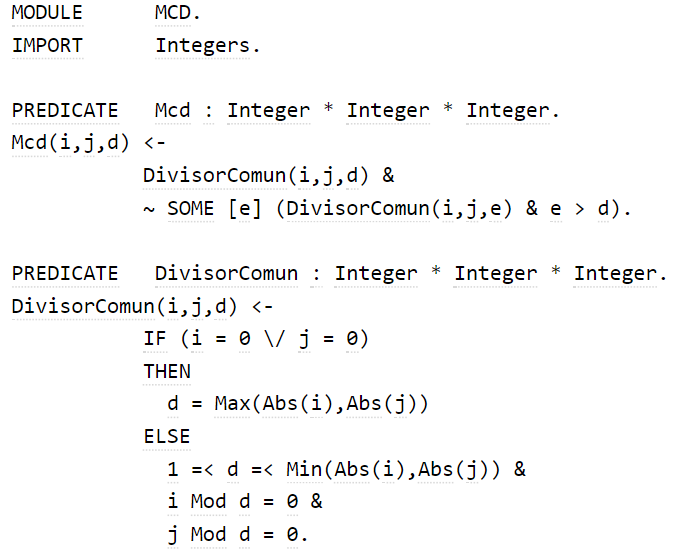 MODULE MCD.
IMPORT Integers.
PREDICATE Mcd : Integer * Integer * Integer.
Mcd(i,j,d) <-
DivisorComun(i,j,d) &
~ SOME [e] (DivisorComun(i,j,e) & e > d).
PREDICATE DivisorComun : Integer * Integer * Integer.
DivisorComun(i,j,d) <-
IF (i = 0 \/ j = 0)
THEN
d = Max(Abs(i),Abs(j))
ELSE
1 =< d =< Min(Abs(i),Abs(j)) &
i Mod d = 0 &
j Mod d = 0.